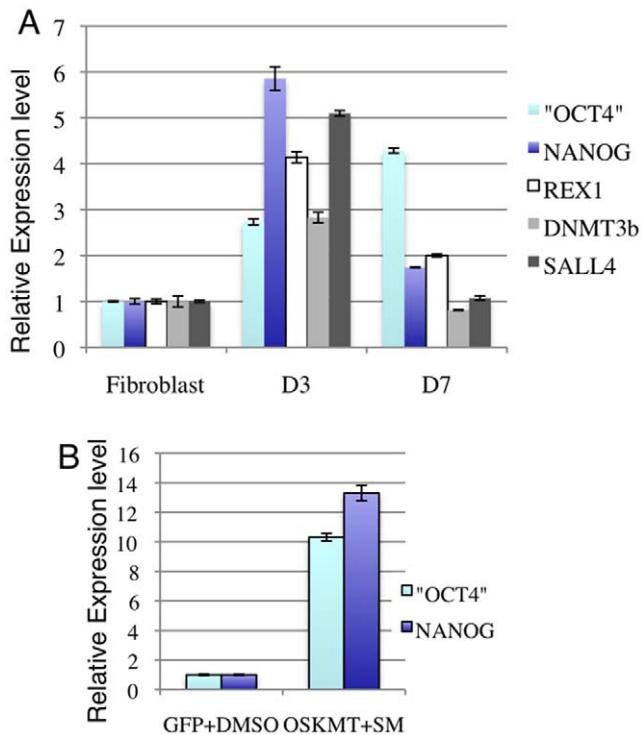 A
Relative Expression level
7
6
5
4
3
2
1
0
Fibroblast D3 D7
"OCT4"
NANOG
REX1
DNMT3b
SALL4
B
Relative Expression level
16
14
12
10
8
6
4
2
0
GFP+DMSO OSKMT+SM
"OCT4"
NANOG